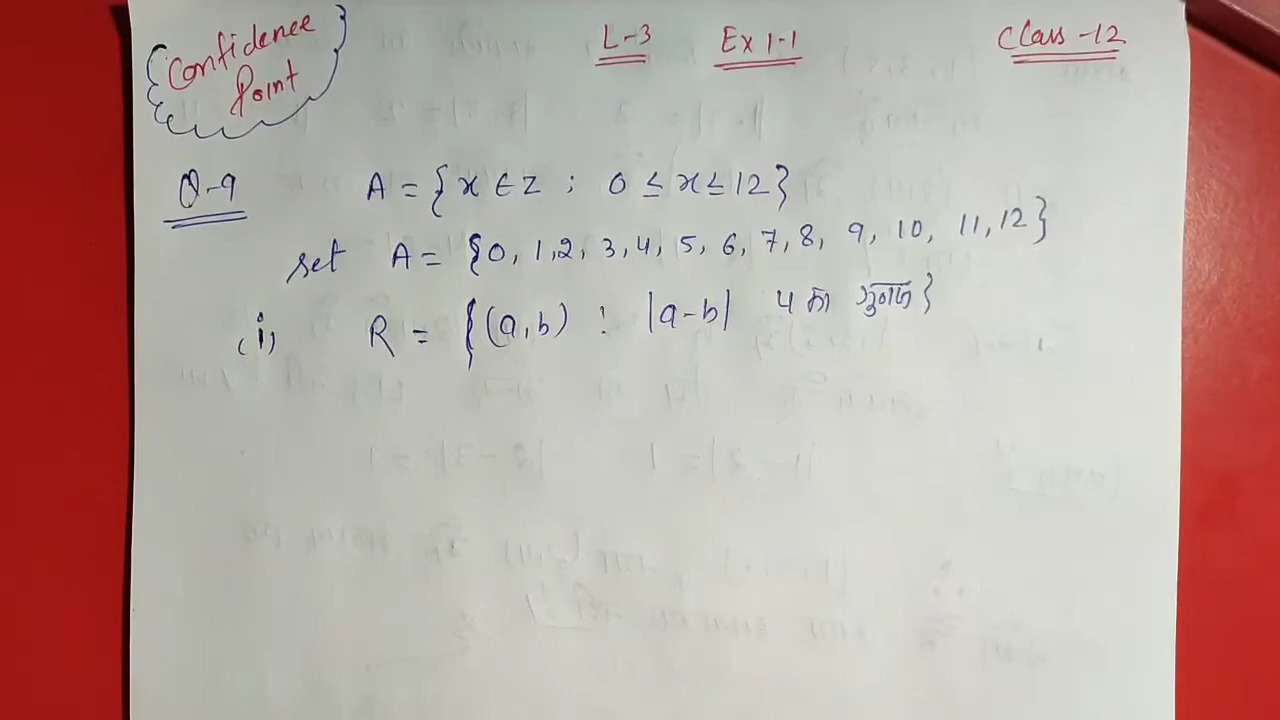 Confidence
Point
L-3 Ex 1-1 Class -12
Q-9 A = {x ∈ Z ; 0 ≤ x ≤ 12}
set A = {0, 1, 2, 3, 4, 5, 6, 7, 8, 9, 10, 11, 12}
(i) R = {(a, b) : |a-b| 4 का गुणज}